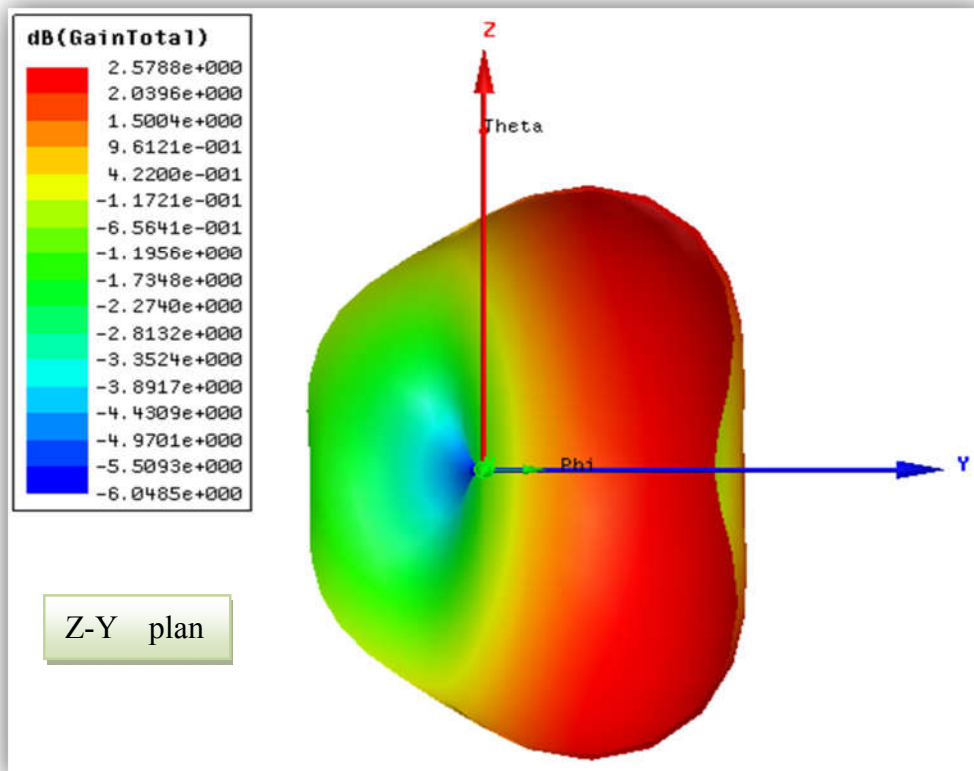 dB(GainTotal)
2.5788e+000
2.0396e+000
1.5004e+000
9.6121e-001
4.2200e-001
-1.1721e-001
-6.5641e-001
-1.1956e+000
-1.7348e+000
-2.2740e+000
-2.8132e+000
-3.3524e+000
-3.8917e+000
-4.4309e+000
-4.9701e+000
-5.5093e+000
-6.0485e+000
Z
Theta
Phi
Y
Z-Y plan